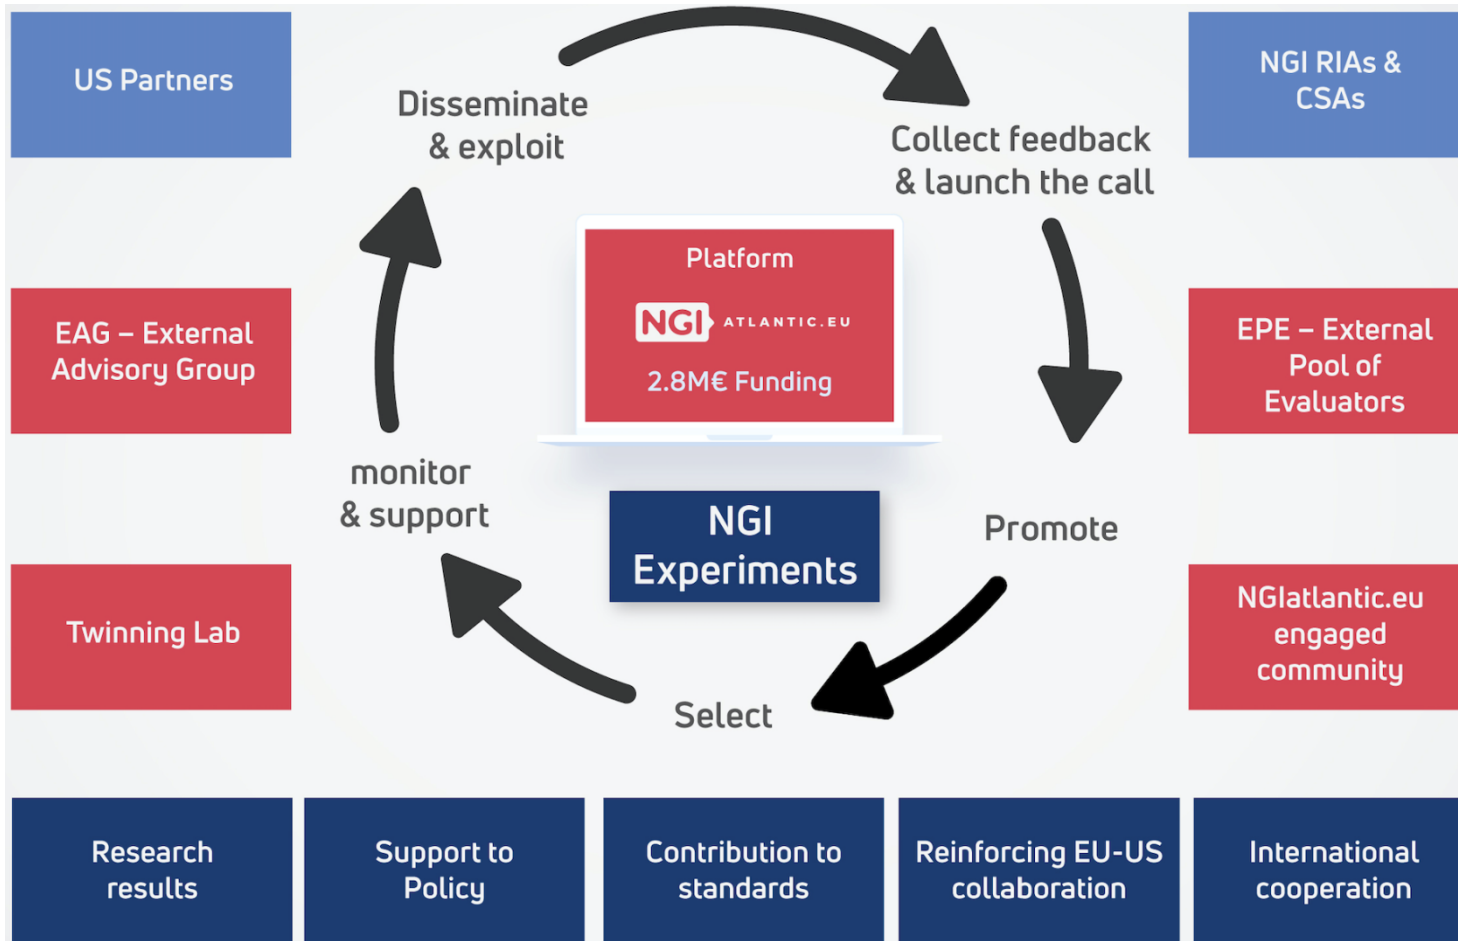 US Partners
Disseminate
& exploit
Collect feedback
& launch the call
NGI RIAs &
CSAs
EAG – External
Advisory Group
Platform
NGI ATLANTIC.EU
2.8M€ Funding
EPE – External
Pool of
Evaluators
monitor
& support
NGI
Experiments
Promote
Twinning Lab
Select
NGIatlantic.eu
engaged
community
Research
results
Support to
Policy
Contribution to
standards
Reinforcing EU-US
collaboration
International
cooperation